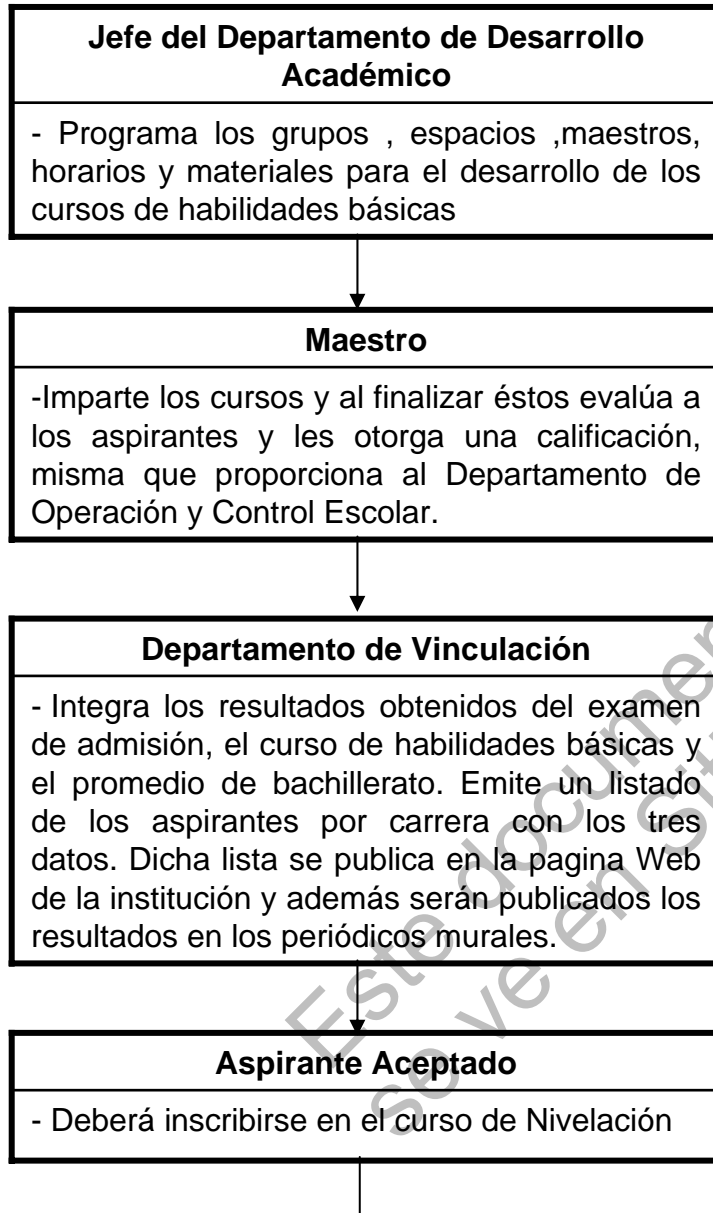 Jefe del Departamento de Desarrollo
Académico
- Programa los grupos , espacios ,maestros,
horarios y materiales para el desarrollo de los
cursos de habilidades básicas
Maestro
-Imparte los cursos y al finalizar éstos evalúa a
los aspirantes y les otorga una calificación,
misma que proporciona al Departamento de
Operación y Control Escolar.
Departamento de Vinculación
- Integra los resultados obtenidos del examen
de admisión, el curso de habilidades básicas y
el promedio de bachillerato. Emite un listado
de los aspirantes por carrera con los tres
datos. Dicha lista se publica en la pagina Web
de la institución y además serán publicados los
resultados en los periódicos murales.
Aspirante Aceptado
- Deberá inscribirse en el curso de Nivelación
Este
se ve en